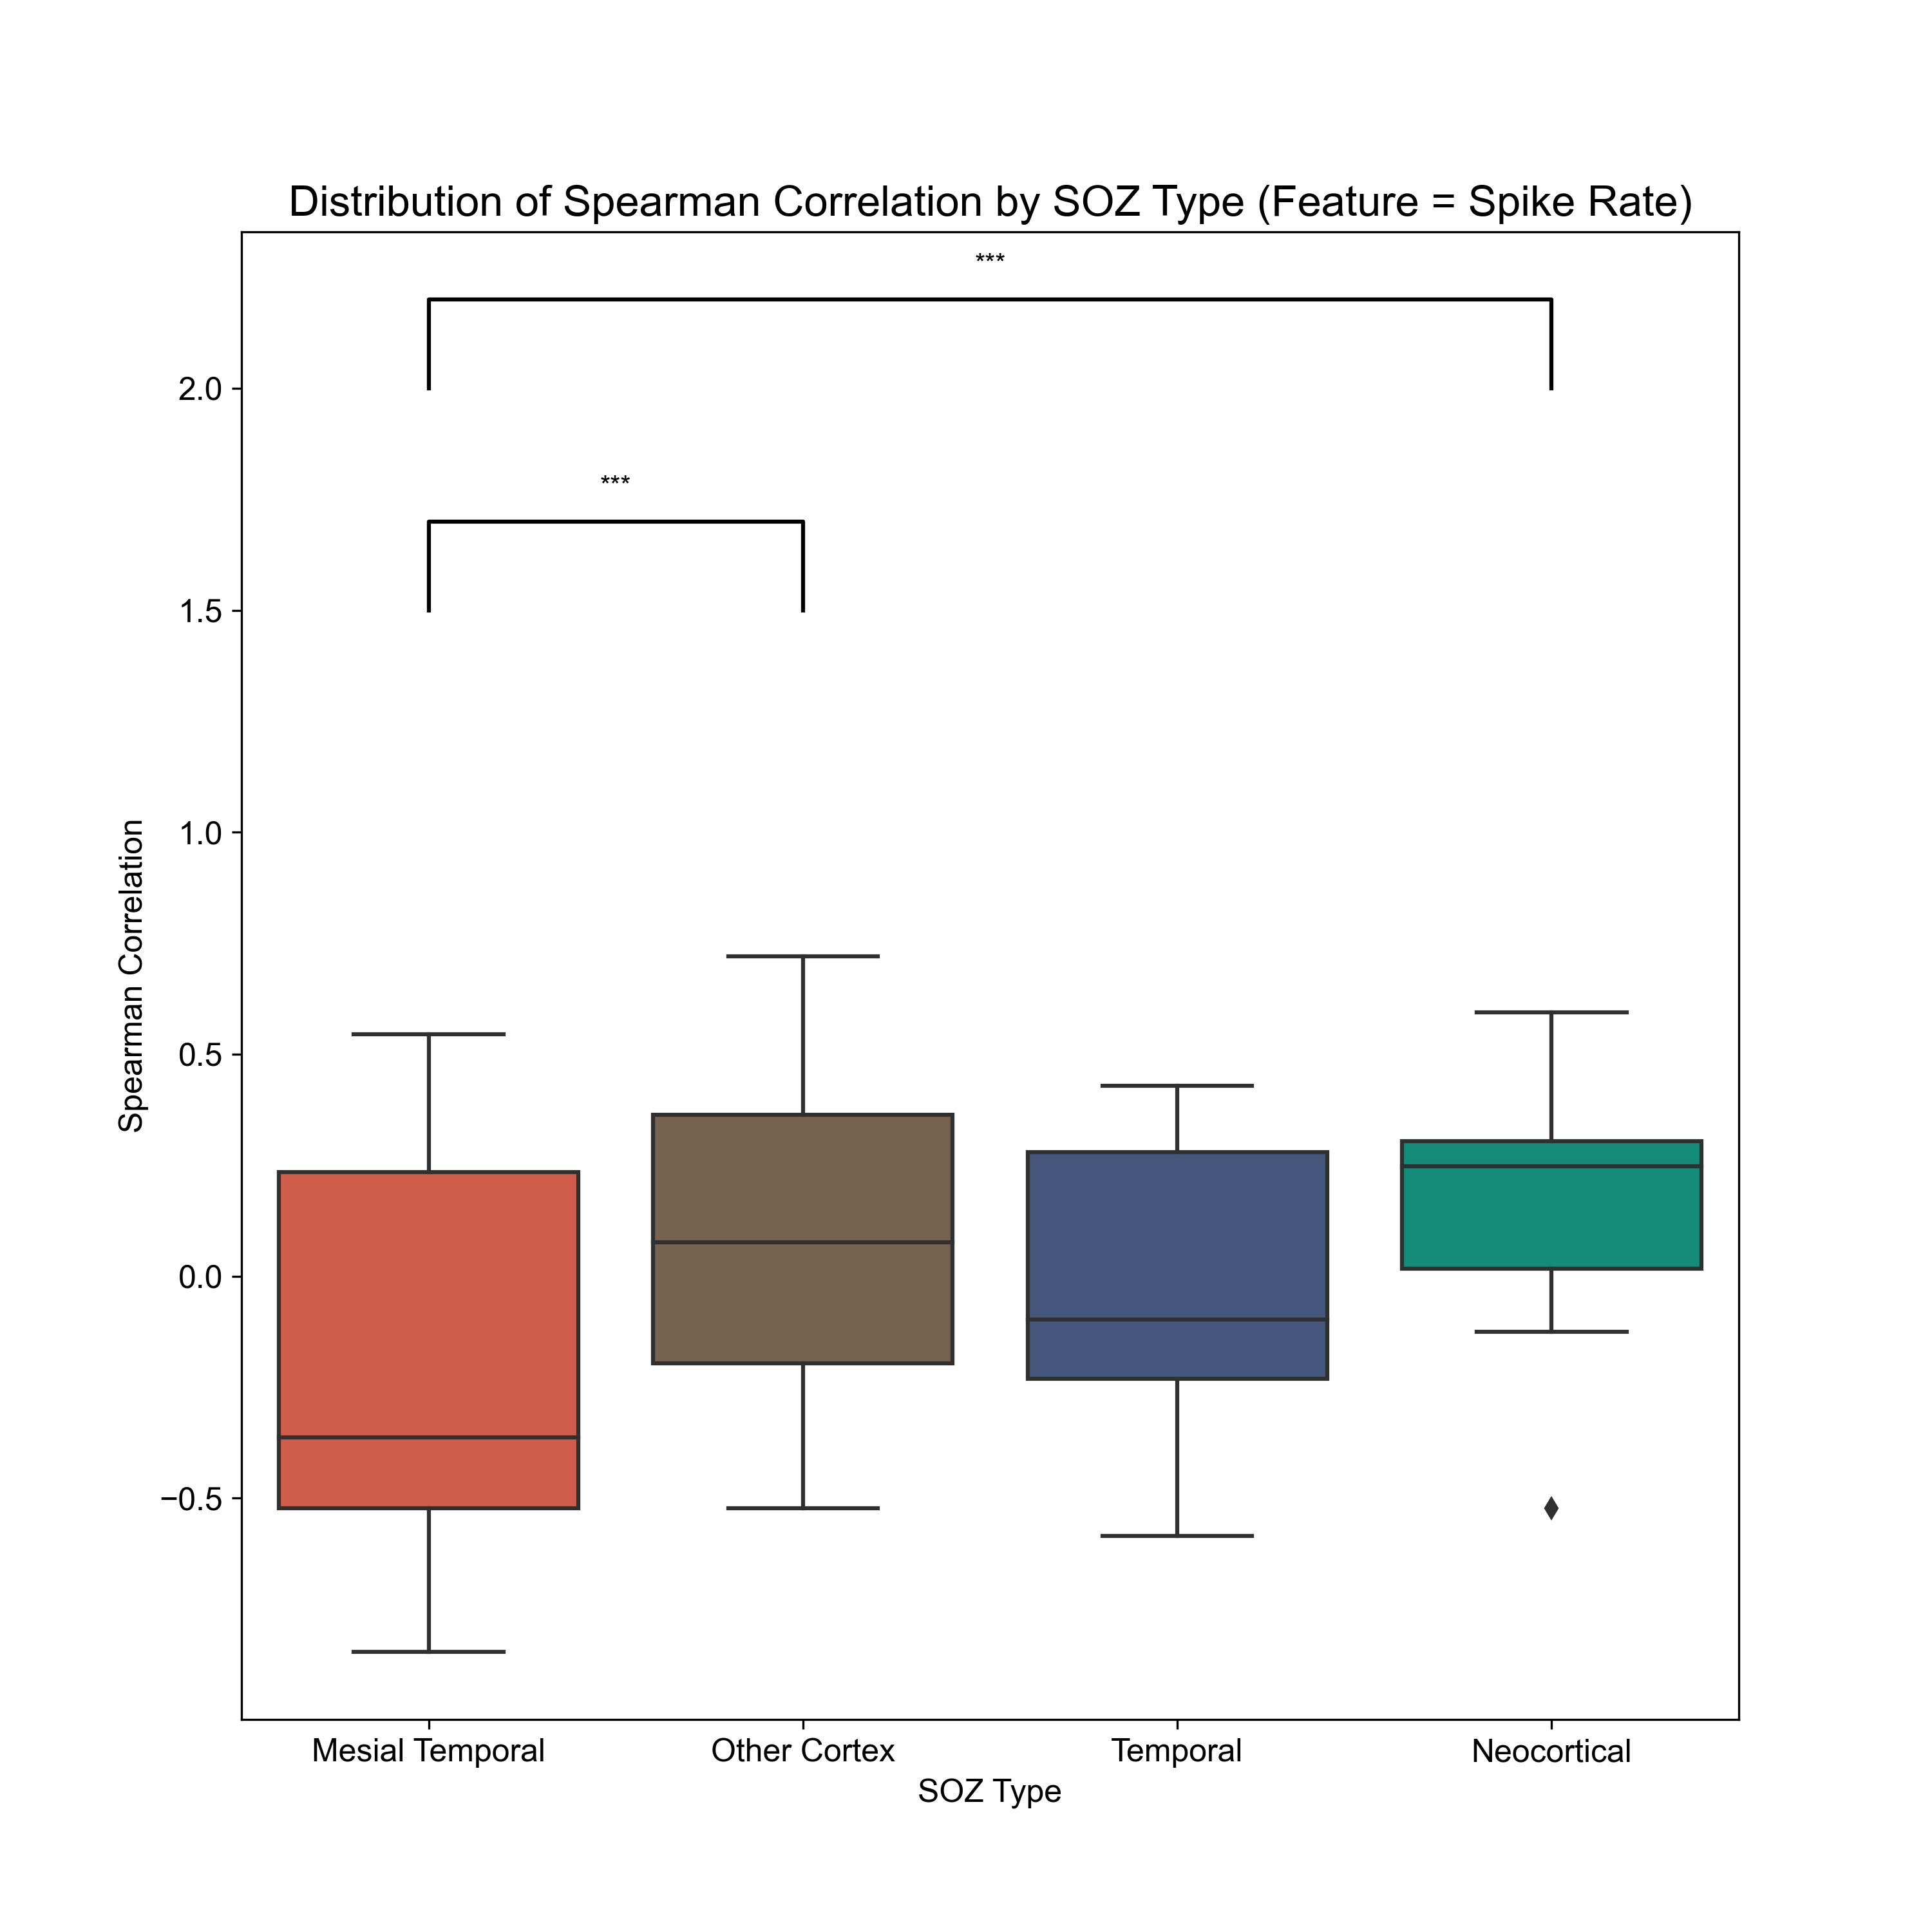 Distribution of Spearman Correlation by SOZ Type (Feature = Spike Rate)
***
2.0
***
1.5
1.0
Spearman Correlation
0.5
0.0
−0.5
Mesial Temporal Other Cortex Temporal Neocortical
SOZ Type